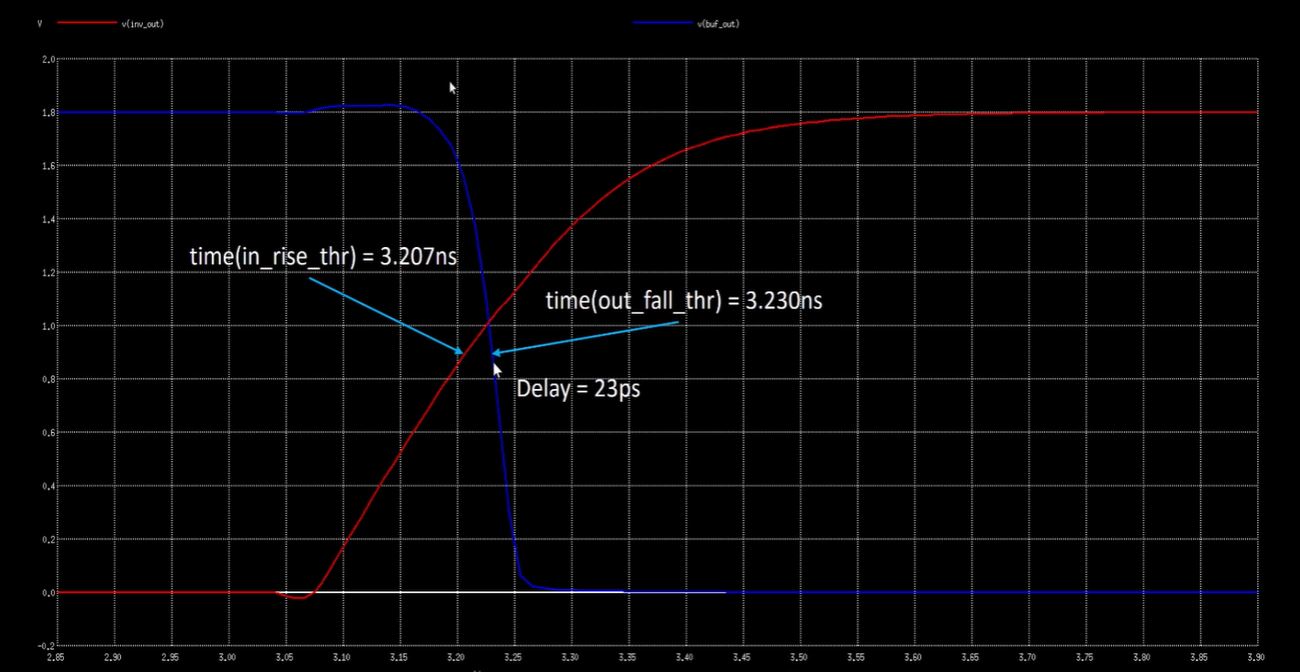 V v(inv_out) v(buf_out)
2.0
1.8
1.6
1.4
time(in_rise_thr) = 3.207ns
1.2
time(out_fall_thr) = 3.230ns
1.0
0.8
Delay = 23ps
0.6
0.4
0.2
0.0
-0.2
2.85 2.90 2.95 3.00 3.05 3.10 3.15 3.20 3.25 3.30 3.35 3.40 3.45 3.50 3.55 3.60 3.65 3.70 3.75 3.80 3.85 3.90